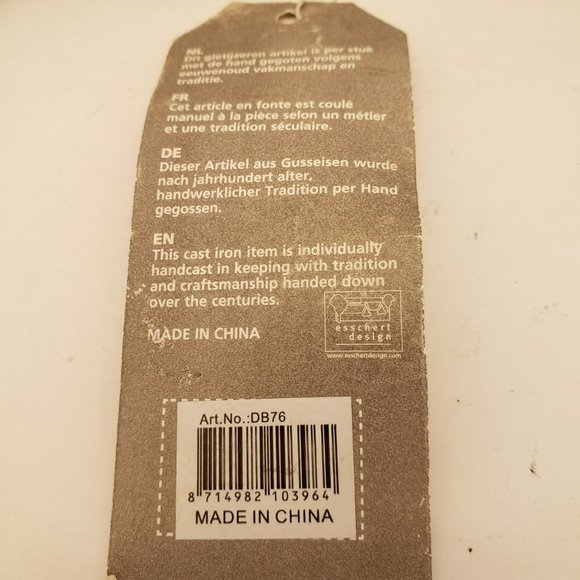 NL
Dit gietijzeren artikel is per stuk
met de hand gegoten volgens
eeuwenoud vakmanschap en
traditie.
FR
Cet article en fonte est coulé
manuel à la pièce selon un métier
et une tradition séculaire.
DE
Dieser Artikel aus Gusseisen wurde
nach jahrhundert alter,
handwerklicher Tradition per Hand
gegossen.
EN
This cast iron item is individually
handcast in keeping with tradition
and craftsmanship handed down
over the centuries.
MADE IN CHINA
esschert
design
www.esschertdesign.com
Art.No.:DB76
8 714982 103964
MADE IN CHINA